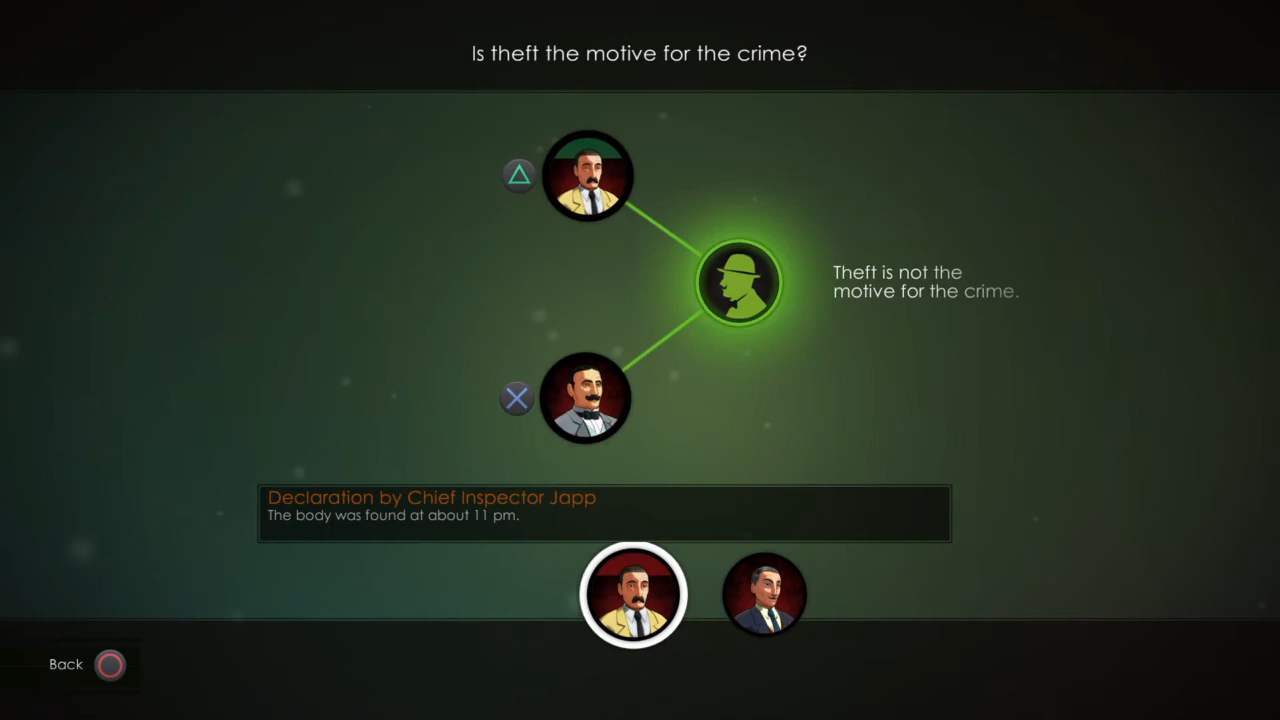 Is theft the motive for the crime?
Theft is not the
motive for the crime.
Declaration by Chief Inspector Japp
The body was found at about 11 pm.
Back